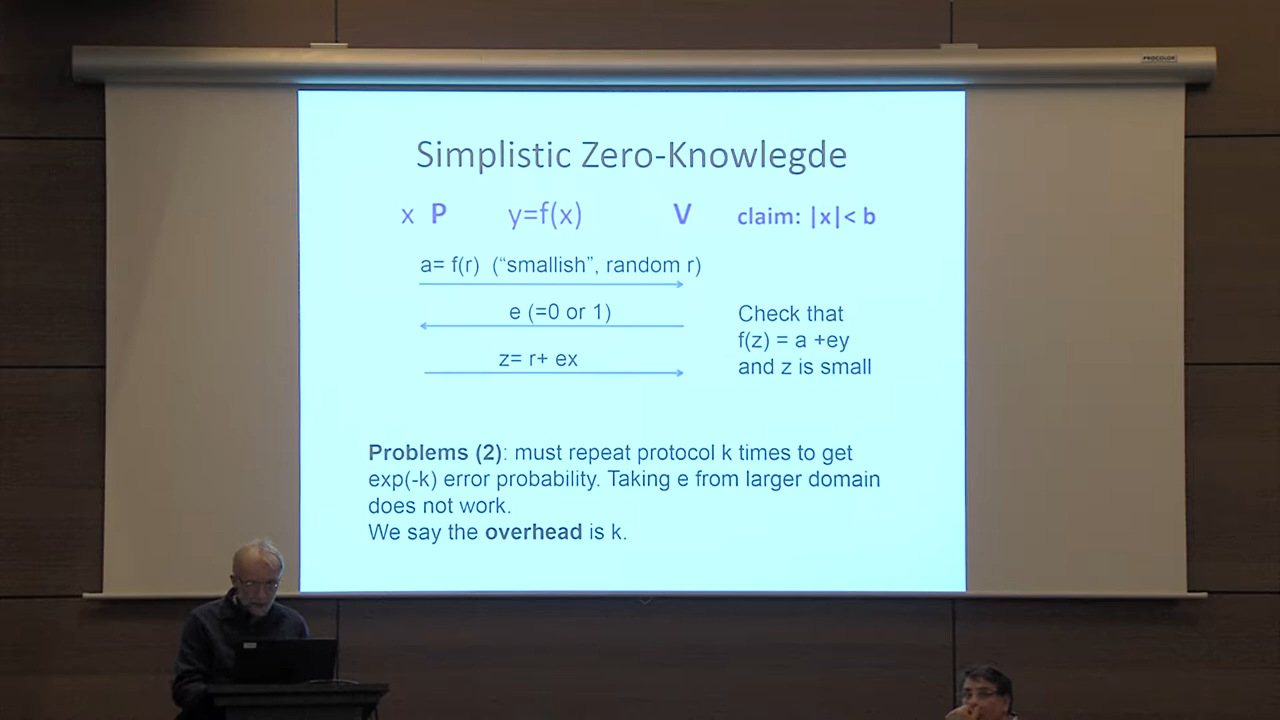 PROCOLOR
Simplistic Zero-Knowlegde
x P y=f(x) V claim: |x|< b
a= f(r) (“smallish”, random r)
e (=0 or 1)
z= r+ ex
Check that
f(z) = a +ey
and z is small
Problems (2): must repeat protocol k times to get
exp(-k) error probability. Taking e from larger domain
does not work.
We say the overhead is k.